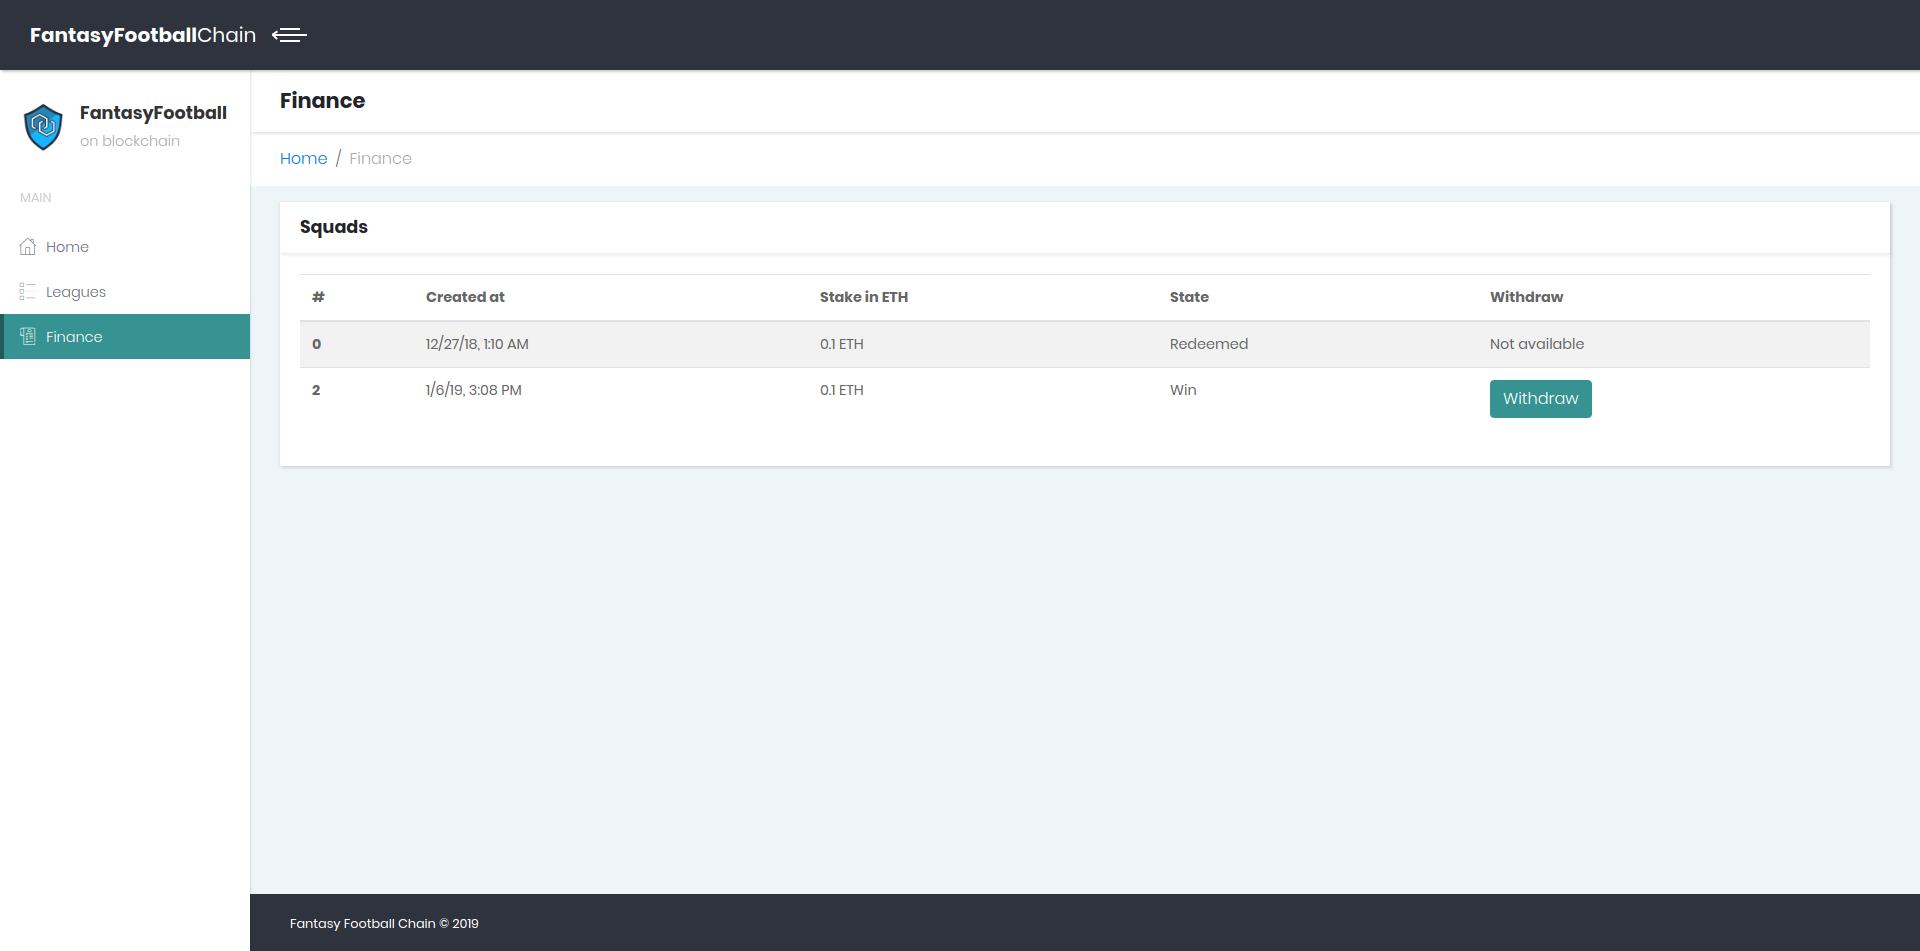 FantasyFootballChain
FantasyFootball
on blockchain
MAIN
Home
Leagues
Finance
Finance
Home / Finance
Squads
# Created at Stake in ETH State Withdraw
0 12/27/18, 1:10 AM 0.1 ETH Redeemed Not available
2 1/6/19, 3:08 PM 0.1 ETH Win Withdraw
Fantasy Football Chain © 2019